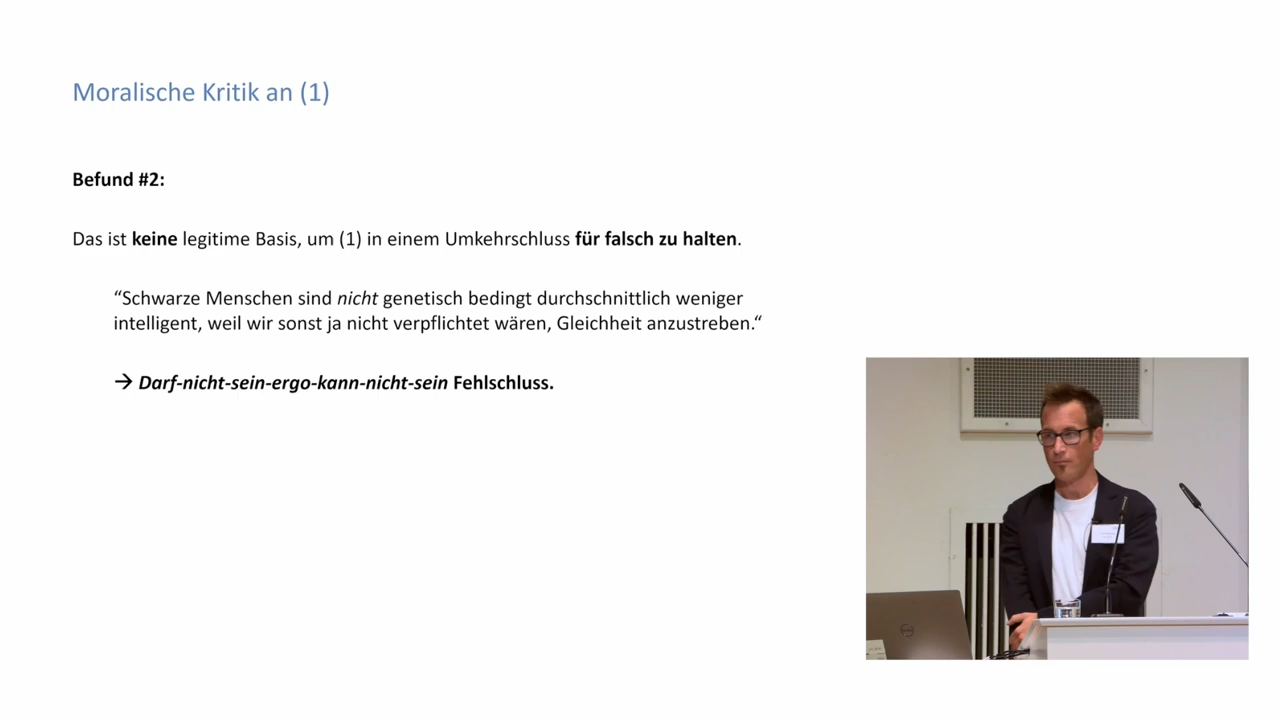 Moralische Kritik an (1)
Befund #2:
Das ist keine legitime Basis, um (1) in einem Umkehrschluss für falsch zu halten.
“Schwarze Menschen sind nicht genetisch bedingt durchschnittlich weniger
intelligent, weil wir sonst ja nicht verpflichtet wären, Gleichheit anzustreben.“
→ Darf-nicht-sein-ergo-kann-nicht-sein Fehlschluss.